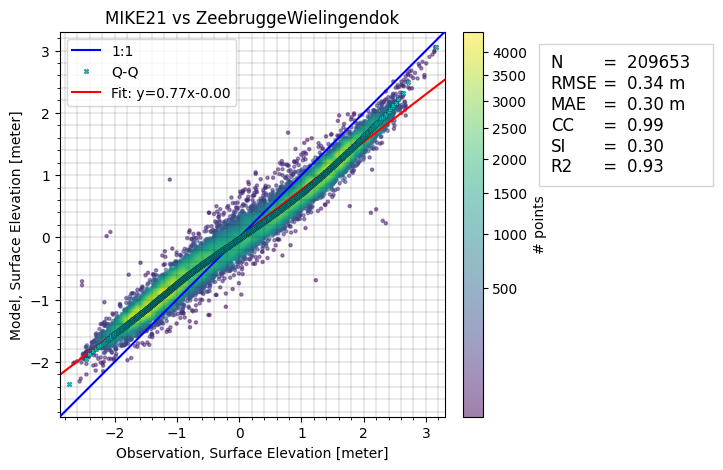 MIKE21 vs ZeebruggeWielingendok
1:1
Q-Q
Fit: y=0.77x-0.00
3
2
1
0
−1
−2
Model, Surface Elevation [meter]
−2
−1
0
1
2
3
Observation, Surface Elevation [meter]
4000
3500
3000
2500
2000
1500
1000
500
# points
N = 209653
RMSE = 0.34 m
MAE = 0.30 m
CC = 0.99
SI = 0.30
R2 = 0.93